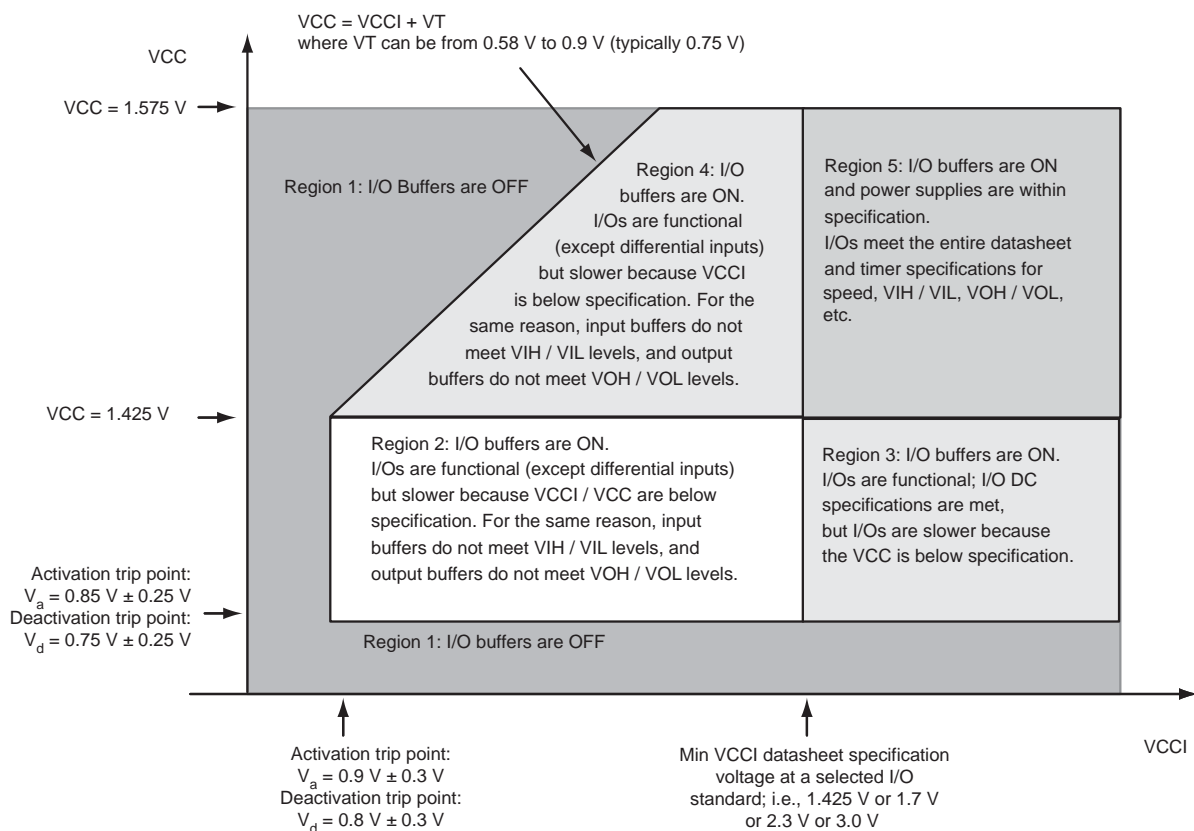 VCC = VCCI + VT
where VT can be from 0.58 V to 0.9 V (typically 0.75 V)
VCC
VCC = 1.575 V
Region 1: I/O Buffers are OFF
Region 4: I/O
buffers are ON.
I/Os are functional
(except differential inputs)
but slower because VCCI
is below specification. For the
same reason, input buffers do not
meet VIH / VIL levels, and output
buffers do not meet VOH / VOL levels.
Region 5: I/O buffers are ON
and power supplies are within
specification.
I/Os meet the entire datasheet
and timer specifications for
speed, VIH / VIL, VOH / VOL,
etc.
VCC = 1.425 V
Region 2: I/O buffers are ON.
I/Os are functional (except differential inputs)
but slower because VCCI / VCC are below
specification. For the same reason, input
buffers do not meet VIH / VIL levels, and
output buffers do not meet VOH / VOL levels.
Region 3: I/O buffers are ON.
I/Os are functional; I/O DC
specifications are met,
but I/Os are slower because
the VCC is below specification.
Activation trip point:
Va = 0.85 V ± 0.25 V
Deactivation trip point:
Vd = 0.75 V ± 0.25 V
Region 1: I/O buffers are OFF
VCCI
Activation trip point:
Va = 0.9 V ± 0.3 V
Deactivation trip point:
Vd = 0.8 V ± 0.3 V
Min VCCI datasheet specification
voltage at a selected I/O
standard; i.e., 1.425 V or 1.7 V
or 2.3 V or 3.0 V